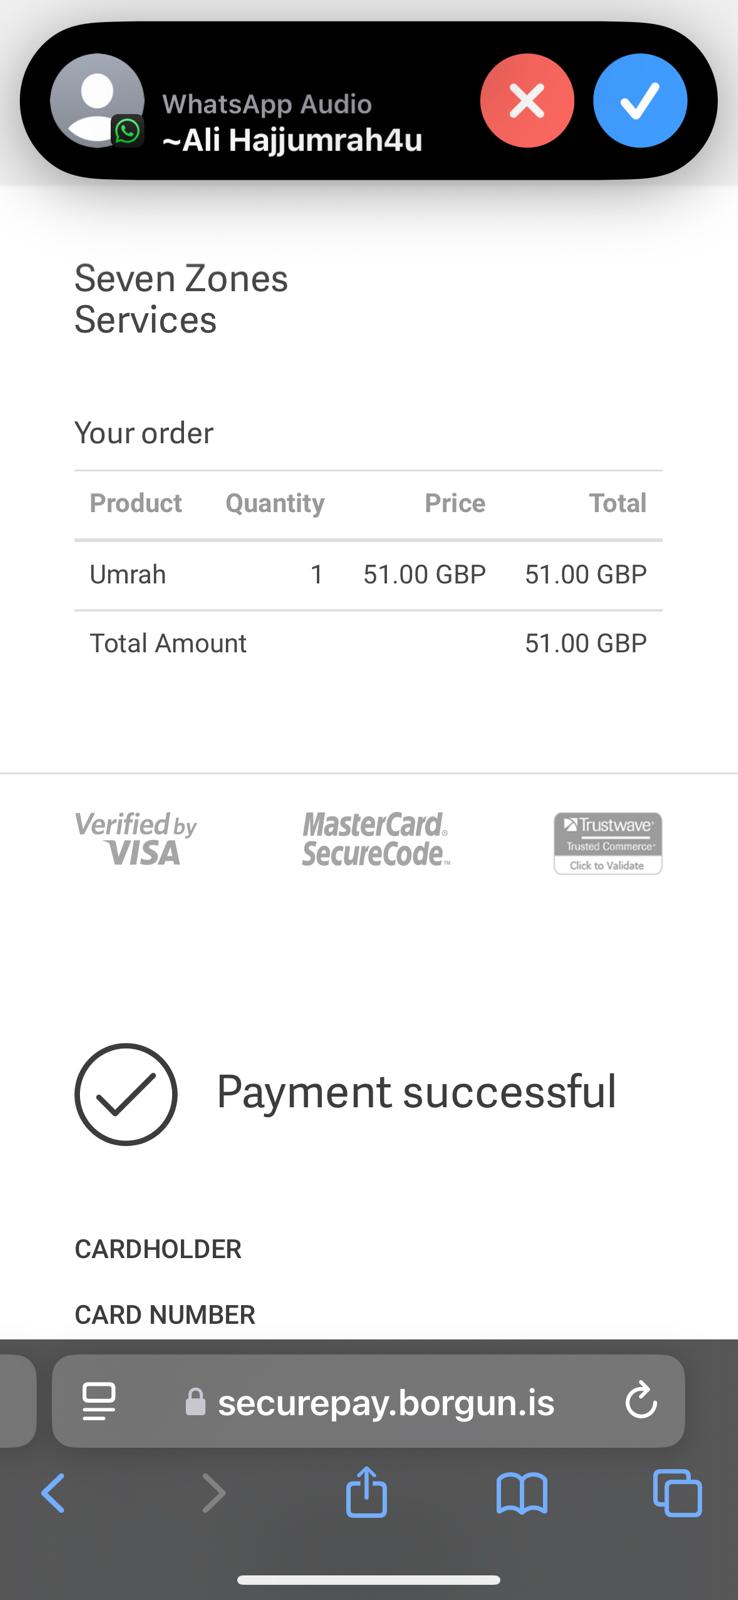 WhatsApp Audio
~Ali Hajjumrah4u
Seven Zones
Services
Your order
Product Quantity Price Total
Umrah 1 51.00 GBP 51.00 GBP
Total Amount 51.00 GBP
Verified by
VISA
MasterCard®
SecureCode™
Trustwave®
Trusted Commerce™
Click to Validate
Payment successful
CARDHOLDER
CARD NUMBER
securepay.borgun.is